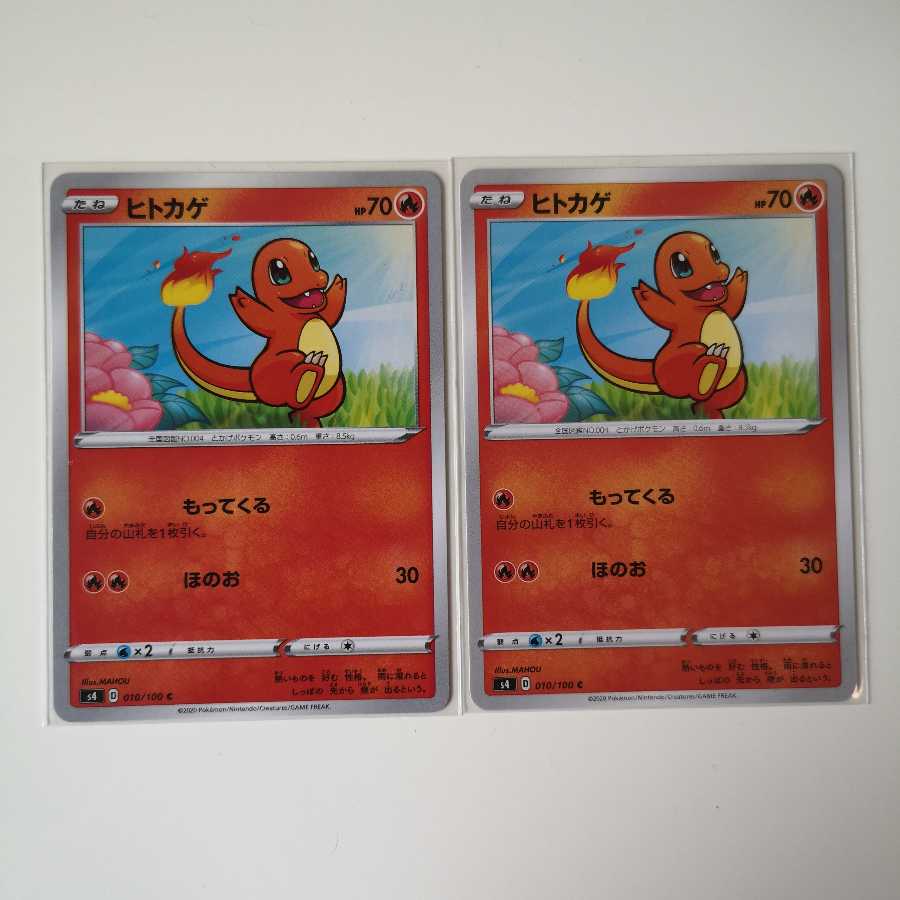 たね ヒトカゲ HP70
全国図鑑NO.004 とかげポケモン 高さ:0.6m 重さ:8.5kg
もってくる
自分の山札を1枚引く。
ほのお 30
弱点 ×2 抵抗力 にげる
Illus.MAHOU
熱いものを 好む 性格。 雨に濡れると
しっぽの 先から 煙が 出るという。
s4 D 010/100 C
©2020 Pokémon/Nintendo/Creatures/GAME FREAK.
たね ヒトカゲ HP70
全国図鑑NO.004 とかげポケモン 高さ:0.6m 重さ:8.5kg
もってくる
自分の山札を1枚引く。
ほのお 30
弱点 ×2 抵抗力 にげる
Illus.MAHOU
熱いものを 好む 性格。 雨に濡れると
しっぽの 先から 煙が 出るという。
s4 D 010/100 C
©2020 Pokémon/Nintendo/Creatures/GAME FREAK.